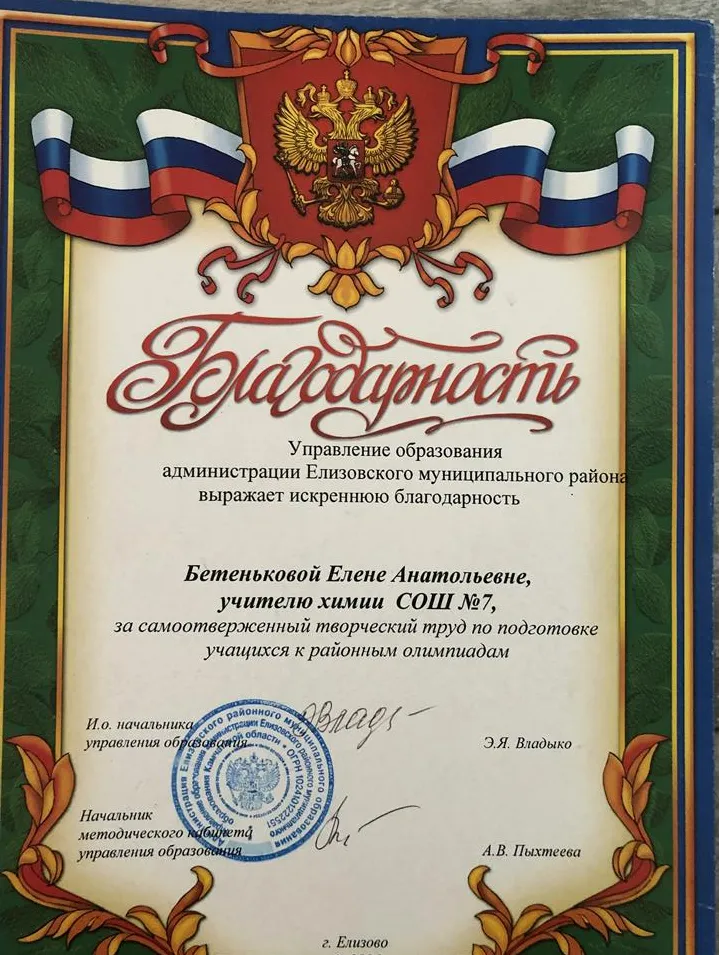 Благодарность
Управление образования
администрации Елизовского муниципального района
выражает искреннюю благодарность
Бетеньковой Елене Анатольевне,
учителю химии СОШ №7,
за самоотверженный творческий труд по подготовке
учащихся к районным олимпиадам
И.о. начальника
управления образования
Э.Я. Владыко
Начальник
методического кабинета
управления образования
А.В. Пыхтеева
г. Елизово